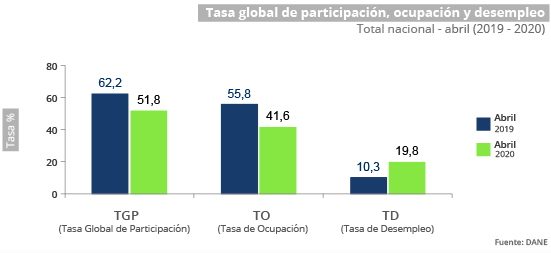 Tasa global de participación, ocupación y desempleo
Total nacional - abril (2019 - 2020)
Tasa %
80
60
40
20
0
62,2
51,8
55,8
41,6
10,3
19,8
TGP
(Tasa Global de Participación)
TO
(Tasa de Ocupación)
TD
(Tasa de Desempleo)
Abril
2019
Abril
2020
Fuente: DANE